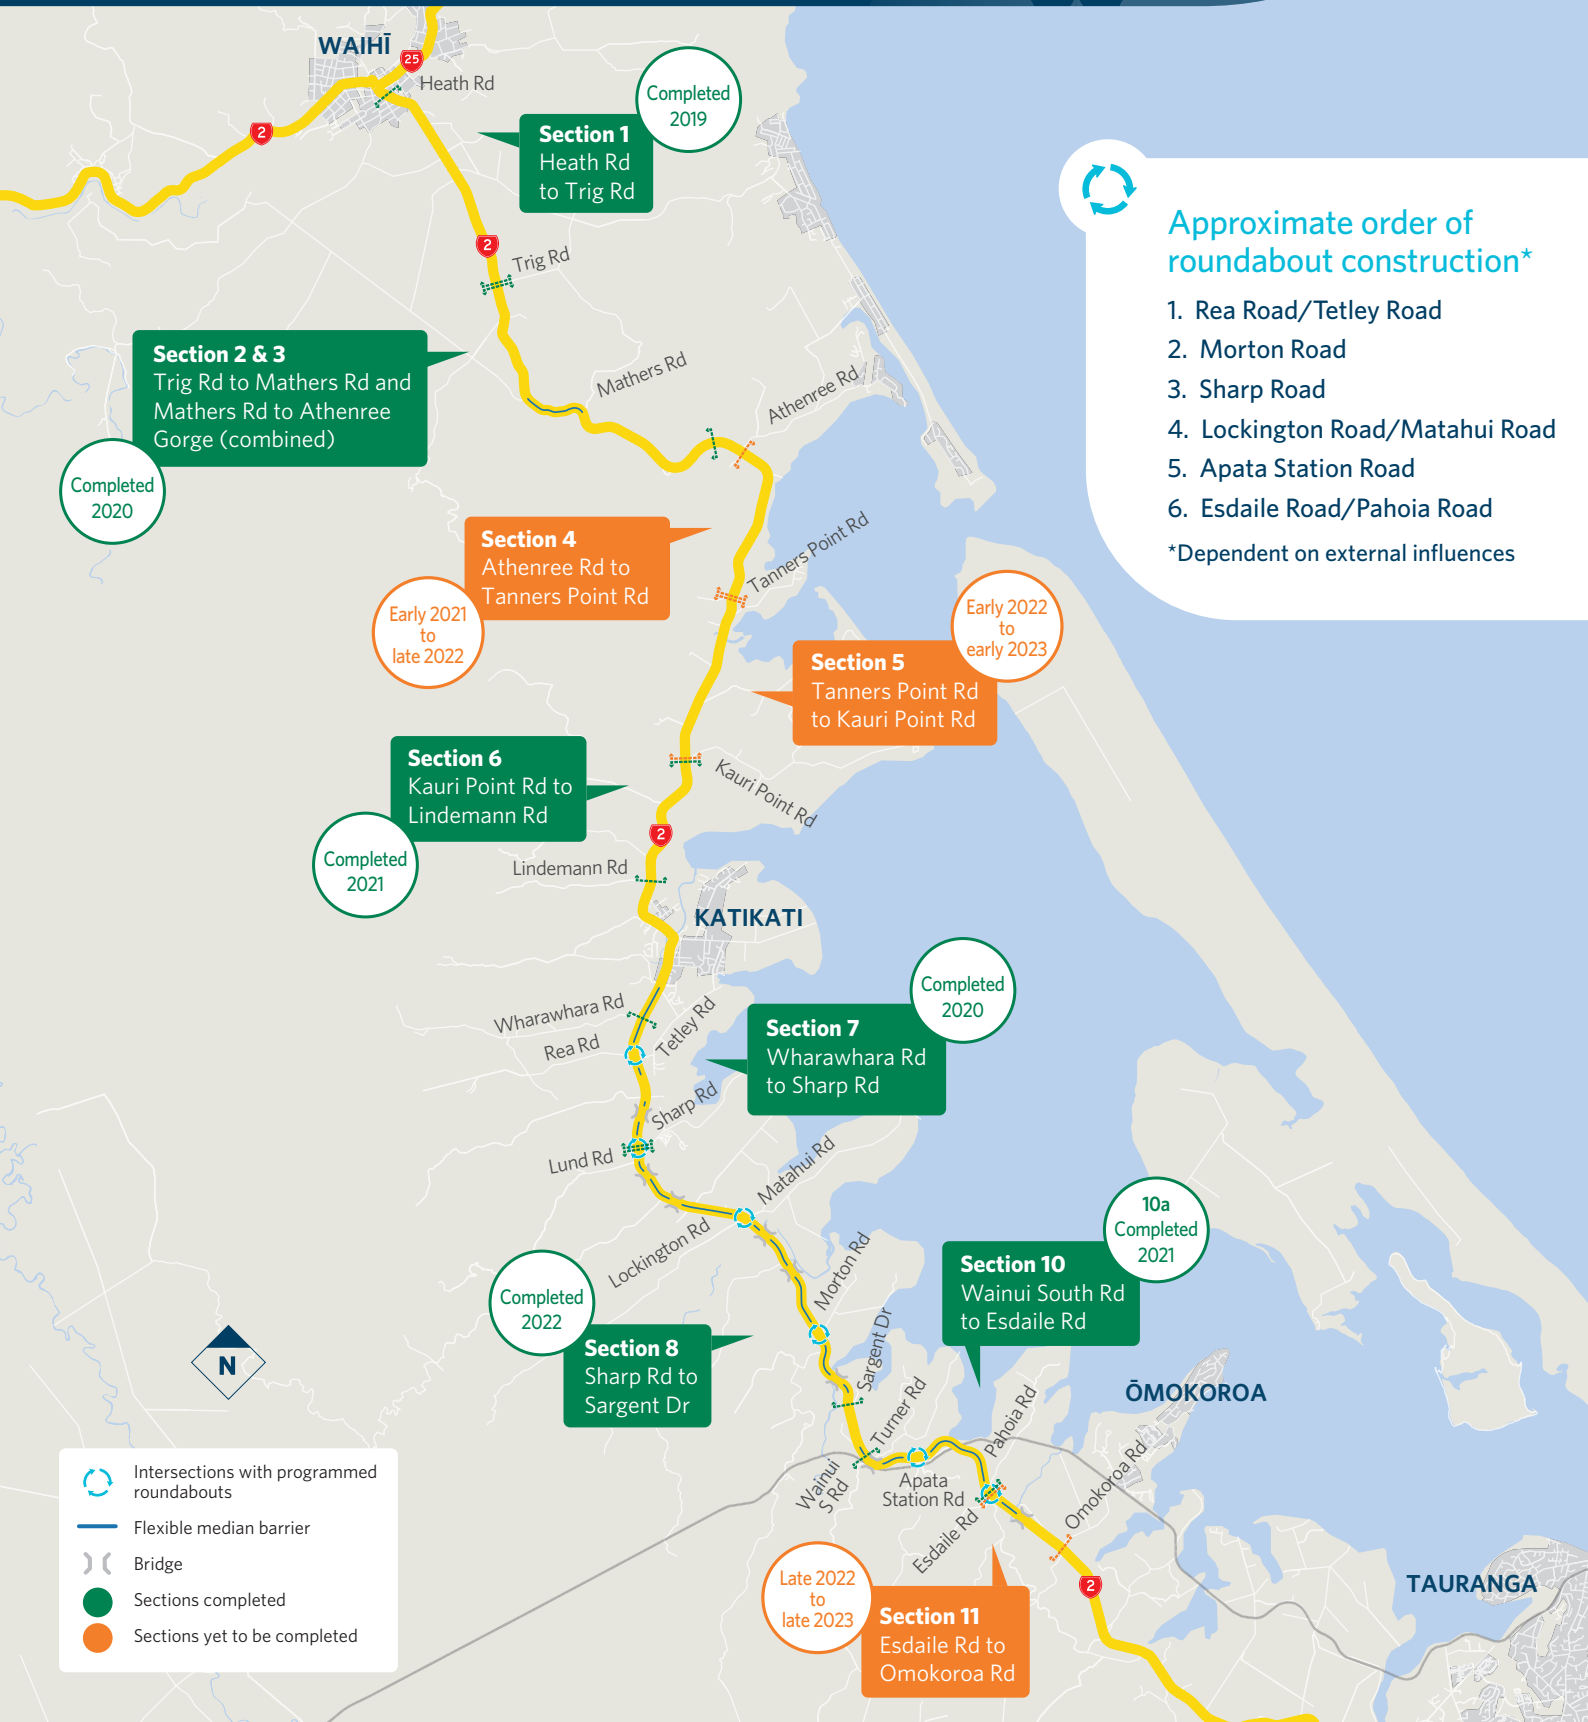 WAIHĪ
25
Heath Rd
2
Completed
2019
Section 1
Heath Rd
to Trig Rd
2
Trig Rd
Approximate order of
roundabout construction*
1. Rea Road/Tetley Road
2. Morton Road
3. Sharp Road
4. Lockington Road/Matahui Road
5. Apata Station Road
6. Esdaile Road/Pahoia Road
*Dependent on external influences
Section 2 & 3
Trig Rd to Mathers Rd and
Mathers Rd to Athenree
Gorge (combined)
Completed
2020
Mathers Rd
Athenree Rd
Section 4
Athenree Rd to
Tanners Point Rd
Early 2021
to
late 2022
Tanners Point Rd
Early 2022
to
early 2023
Section 5
Tanners Point Rd
to Kauri Point Rd
Section 6
Kauri Point Rd to
Lindemann Rd
Completed
2021
Kauri Point Rd
2
Lindemann Rd
KATIKATI
Wharawhara Rd
Rea Rd
Tetley Rd
Completed
2020
Section 7
Wharawhara Rd
to Sharp Rd
Sharp Rd
Lund Rd
Matahui Rd
Lockington Rd
Completed
2022
Section 8
Sharp Rd to
Sargent Dr
Morton Rd
Sargent Dr
10a
Completed
2021
Section 10
Wainui South Rd
to Esdaile Rd
Turner Rd
Wainui
S Rd
Apata
Station Rd
Pahoia Rd
Esdaile Rd
ŌMOKOROA
Omokoroa Rd
2
Late 2022
to
late 2023
Section 11
Esdaile Rd to
Omokoroa Rd
TAURANGA
N
Intersections with programmed
roundabouts
Flexible median barrier
Bridge
Sections completed
Sections yet to be completed